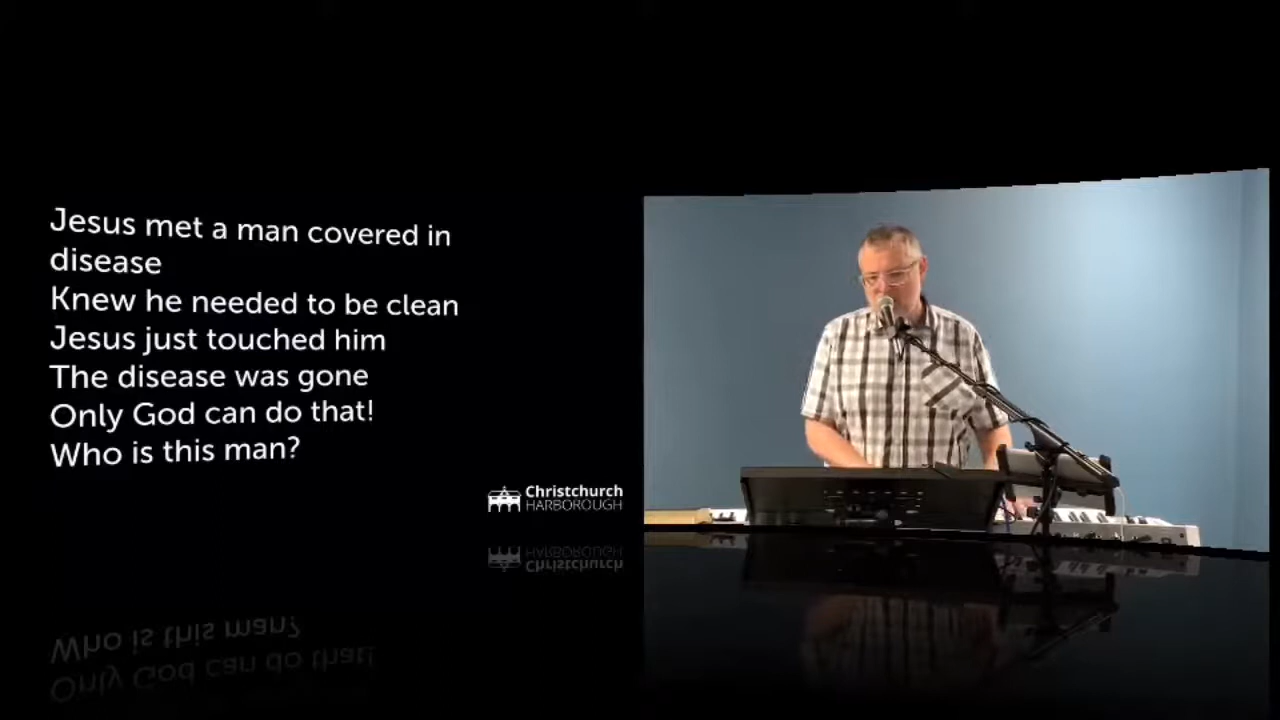 Jesus met a man covered in
disease
Knew he needed to be clean
Jesus just touched him
The disease was gone
Only God can do that!
Who is this man?
Christchurch
HARBOROUGH